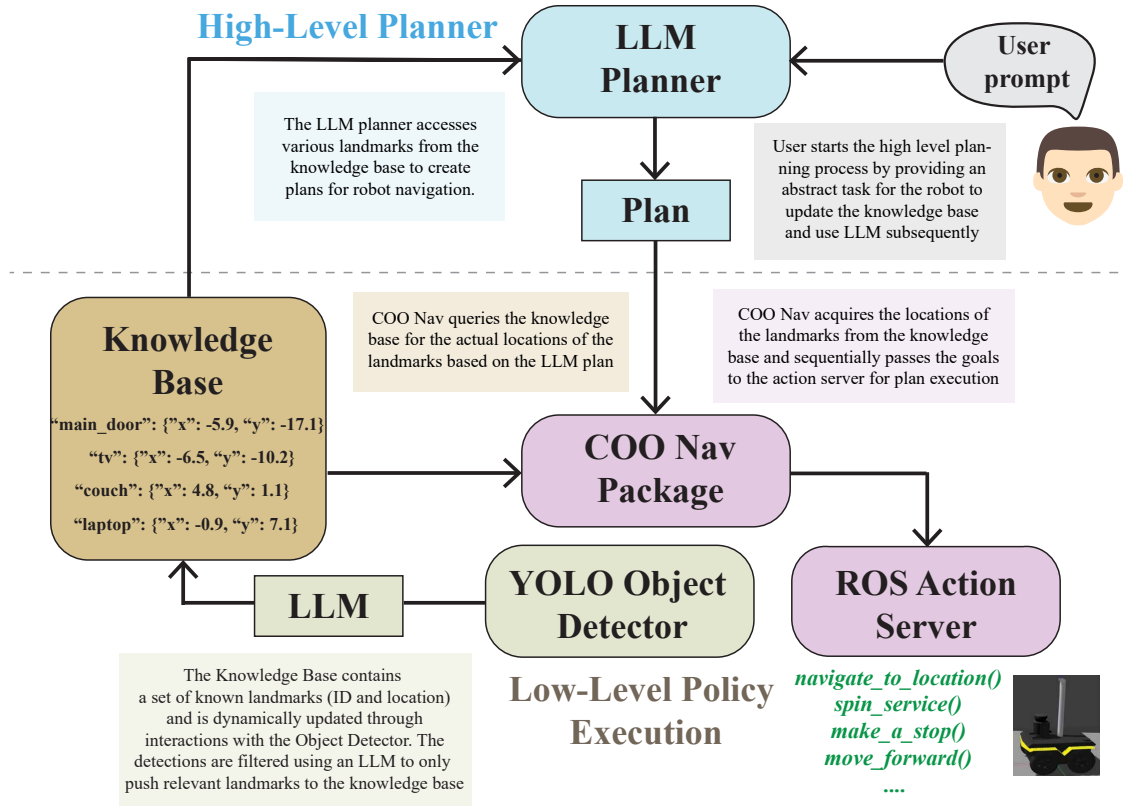 High-Level Planner
LLM
Planner
User
prompt
The LLM planner accesses
various landmarks from the
knowledge base to create
plans for robot navigation.
User starts the high level plan-
ning process by providing an
abstract task for the robot to
update the knowledge base
and use LLM subsequently
Plan
Knowledge
Base
“main_door”: {”x”: -5.9, “y”: -17.1}
“tv”: {”x”: -6.5, “y”: -10.2}
“couch”: {”x”: 4.8, “y”: 1.1}
“laptop”: {”x”: -0.9, “y”: 7.1}
COO Nav queries the knowledge
base for the actual locations of the
landmarks based on the LLM plan
COO Nav acquires the locations of
the landmarks from the knowledge
base and sequentially passes the goals
to the action server for plan execution
COO Nav
Package
LLM
YOLO Object
Detector
ROS Action
Server
The Knowledge Base contains
a set of known landmarks (ID and location)
and is dynamically updated through
interactions with the Object Detector. The
detections are filtered using an LLM to only
push relevant landmarks to the knowledge base
Low-Level Policy
Execution
navigate_to_location()
spin_service()
make_a_stop()
move_forward()
....